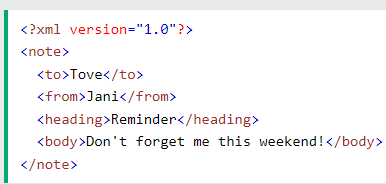 <?xml version="1.0"?>
<note>
  <to>Tove</to>
  <from>Jani</from>
  <heading>Reminder</heading>
  <body>Don't forget me this weekend!</body>
</note>